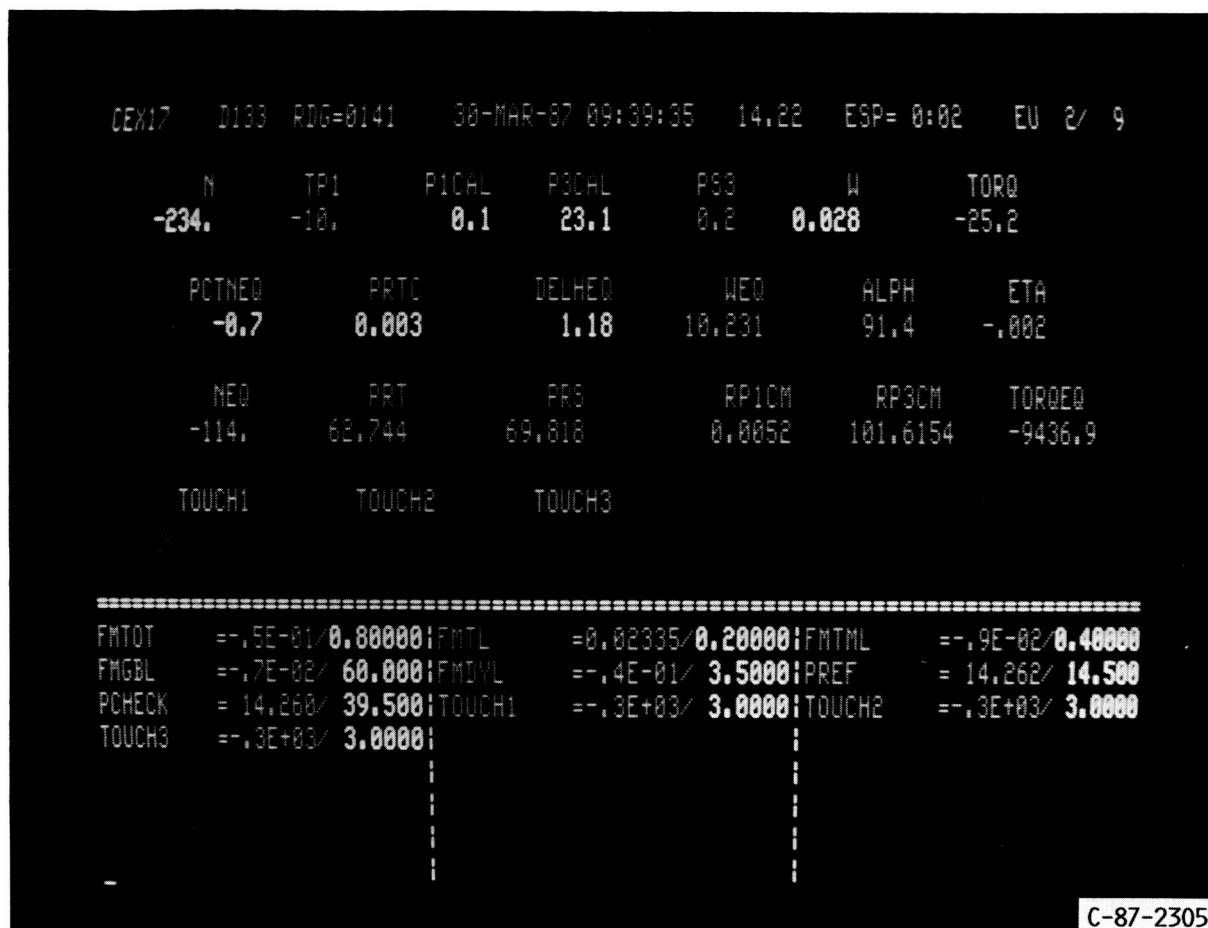 CEX17 D133 RDG=0141 30-MAR-87 09:39:35 14.22 ESP= 0:02 EU 2/ 9
N TP1 P1CAL P3CAL PS3 W TORQ
-234. -10. 0.1 23.1 0.2 0.028 -25.2
PCTNEQ PRTC DELHEQ WEQ ALPH ETA
-0.7 0.003 1.18 10.231 91.4 -.002
NEQ PRT PRS RP1CM RP3CM TORQEQ
-114. 62.744 69.818 0.0052 101.6154 -9436.9
TOUCH1 TOUCH2 TOUCH3
FMTOT =-.5E-01/0.80000¦FMTL =0.02335/0.20000¦FMTML =-.9E-02/0.40000
FMGBL =-.7E-02/ 60.000¦FMDYL =-.4E-01/ 3.5000¦PREF = 14.262/ 14.500
PCHECK = 14.260/ 39.500¦TOUCH1 =-.3E+03/ 3.0000¦TOUCH2 =-.3E+03/ 3.0000
TOUCH3 =-.3E+03/ 3.0000¦
C-87-2305